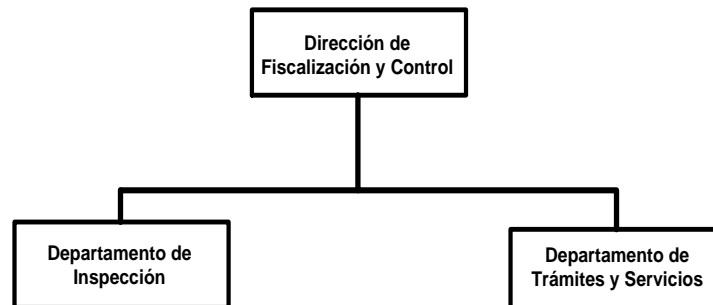 Dirección de
Fiscalización y Control
Departamento de
Inspección
Departamento de
Trámites y Servicios